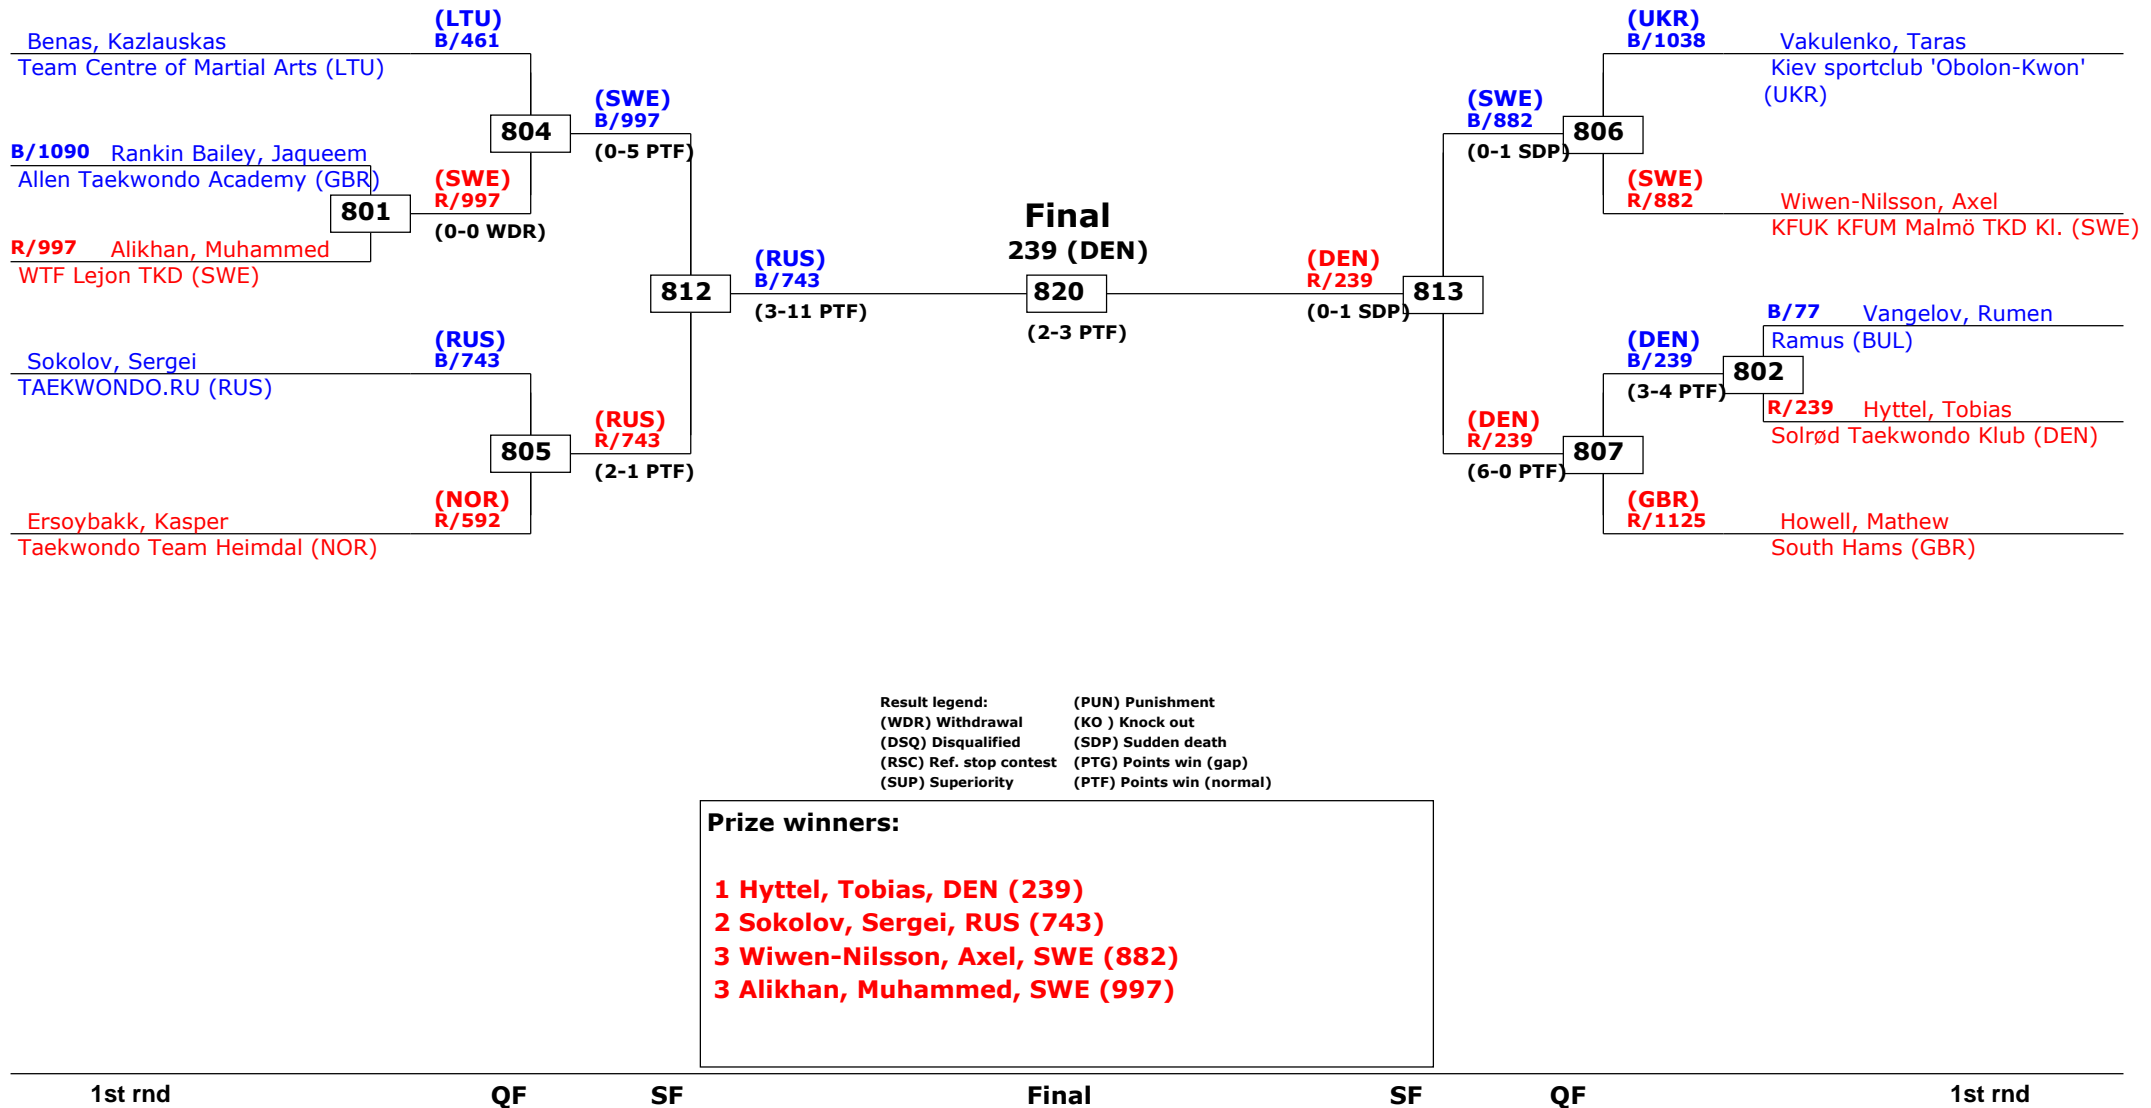 (LTU)
B/461
Benas, Kazlauskas
Team Centre of Martial Arts (LTU)
804
(SWE)
B/997
(0-5 PTF)
B/1090 Rankin Bailey, Jaqueem
Allen Taekwondo Academy (GBR)
801
(SWE)
R/997
(0-0 WDR)
R/997 Alikhan, Muhammed
WTF Lejon TKD (SWE)
812
(RUS)
B/743
(3-11 PTF)
(RUS)
B/743
Sokolov, Sergei
TAEKWONDO.RU (RUS)
805
(RUS)
R/743
(2-1 PTF)
(NOR)
R/592
Ersoybakk, Kasper
Taekwondo Team Heimdal (NOR)
Final
239 (DEN)
820
(2-3 PTF)
(DEN)
R/239
(0-1 SDP)
813
(SWE)
B/882
(0-1 SDP)
806
(UKR)
B/1038
Vakulenko, Taras
Kiev sportclub 'Obolon-Kwon'
(UKR)
(SWE)
R/882
Wiwen-Nilsson, Axel
KFUK KFUM Malmö TKD Kl. (SWE)
B/77 Vangelov, Rumen
Ramus (BUL)
(DEN)
B/239
(3-4 PTF)
802
R/239 Hyttel, Tobias
Solrød Taekwondo Klub (DEN)
(DEN)
R/239
(6-0 PTF)
807
(GBR)
R/1125
Howell, Mathew
South Hams (GBR)
Result legend: (PUN) Punishment
(WDR) Withdrawal (KO ) Knock out
(DSQ) Disqualified (SDP) Sudden death
(RSC) Ref. stop contest (PTG) Points win (gap)
(SUP) Superiority (PTF) Points win (normal)
Prize winners:
1 Hyttel, Tobias, DEN (239)
2 Sokolov, Sergei, RUS (743)
3 Wiwen-Nilsson, Axel, SWE (882)
3 Alikhan, Muhammed, SWE (997)
1st rnd QF SF Final SF QF 1st rnd